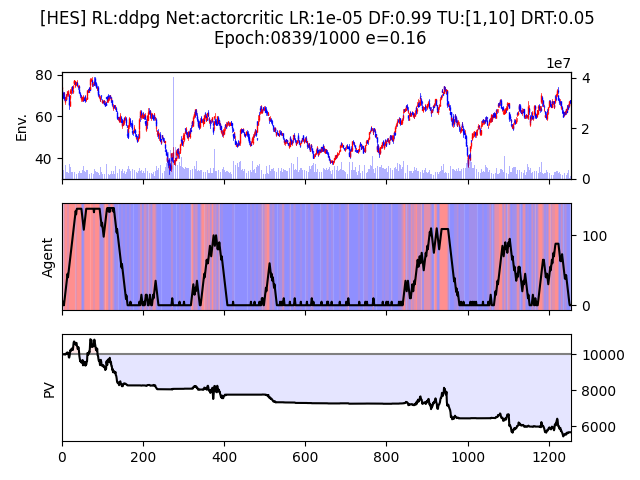 [HES] RL:ddpg Net:actorcritic LR:1e-05 DF:0.99 TU:[1,10] DRT:0.05
Epoch:0839/1000 e=0.16
1e7
80
60
40
Env.
4
2
0
Agent
100
0
PV
10000
8000
6000
0 200 400 600 800 1000 1200